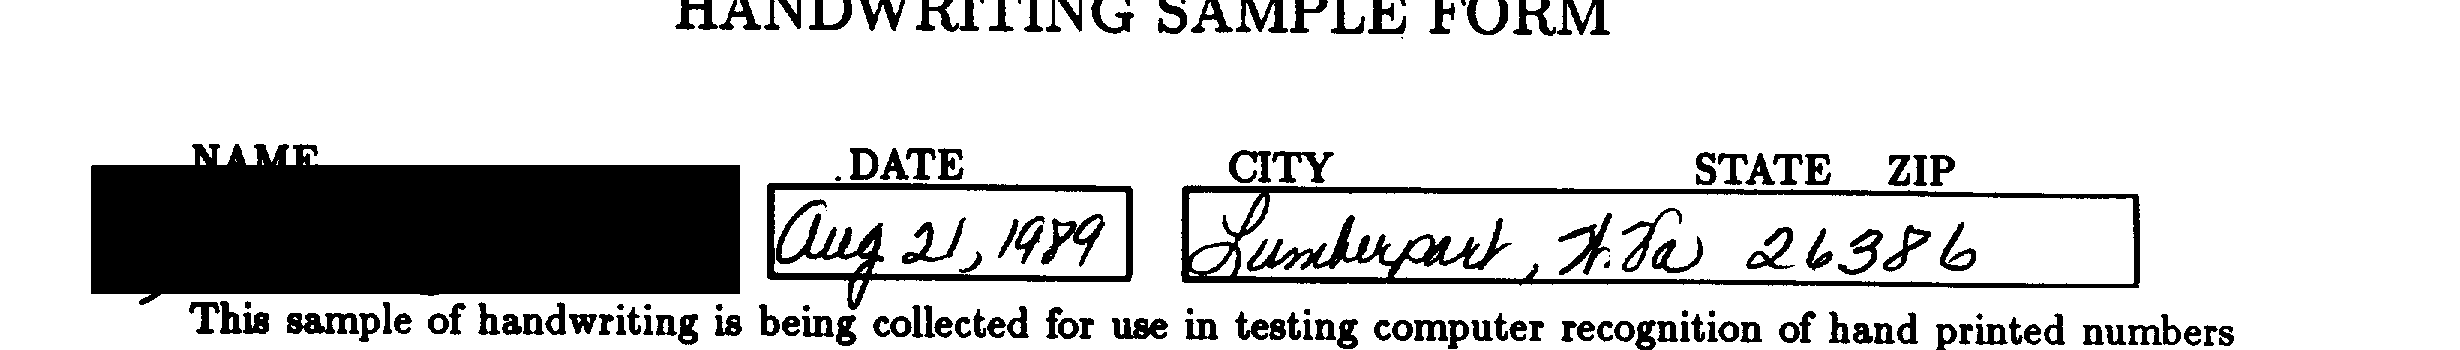 HANDWRITING SAMPLE FORM
NAME DATE CITY STATE ZIP
Aug 21, 1989 Lumberport, W. Va 26386
This sample of handwriting is being collected for use in testing computer recognition of hand printed numbers